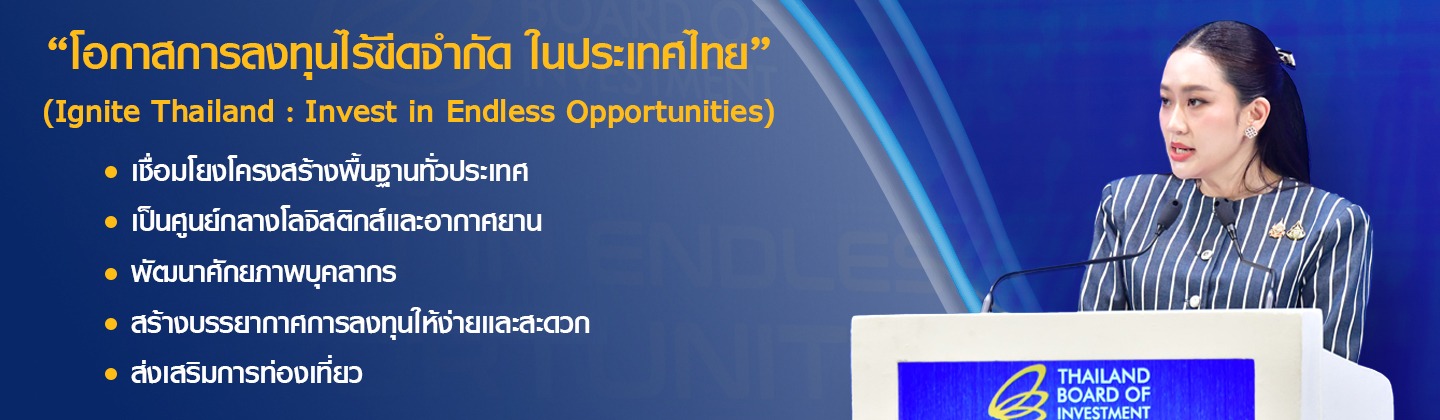 “โอกาสการลงทุนไร้ขีดจำกัด ในประเทศไทย”
(Ignite Thailand : Invest in Endless Opportunities)
• เชื่อมโยงโครงสร้างพื้นฐานทั่วประเทศ
• เป็นศูนย์กลางโลจิสติกส์และอากาศยาน
• พัฒนาศักยภาพบุคลากร
• สร้างบรรยากาศการลงทุนให้ง่ายและสะดวก
• ส่งเสริมการท่องเที่ยว
BOARD OF
INVESTMENT
ENDLESS
THAILAND
BOARD OF
INVESTMENT